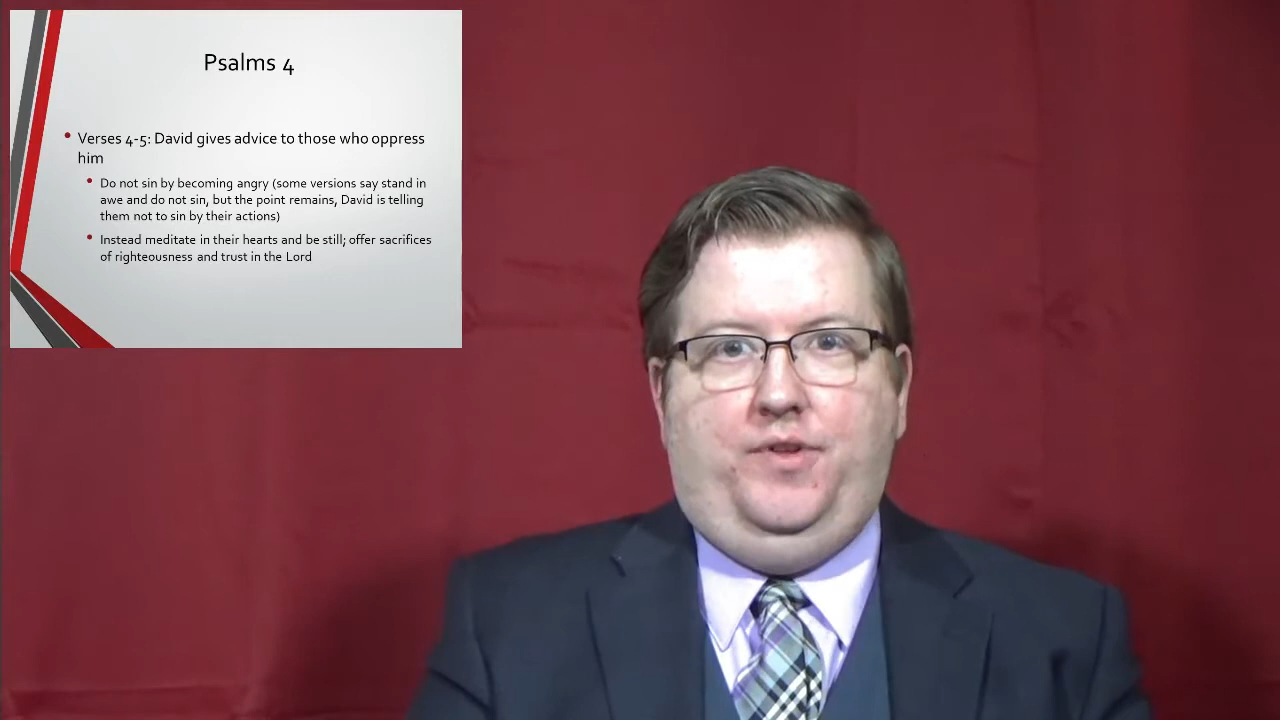 Psalms 4
• Verses 4-5: David gives advice to those who oppress
him
• Do not sin by becoming angry (some versions say stand in
awe and do not sin, but the point remains, David is telling
them not to sin by their actions)
• Instead meditate in their hearts and be still; offer sacrifices
of righteousness and trust in the Lord